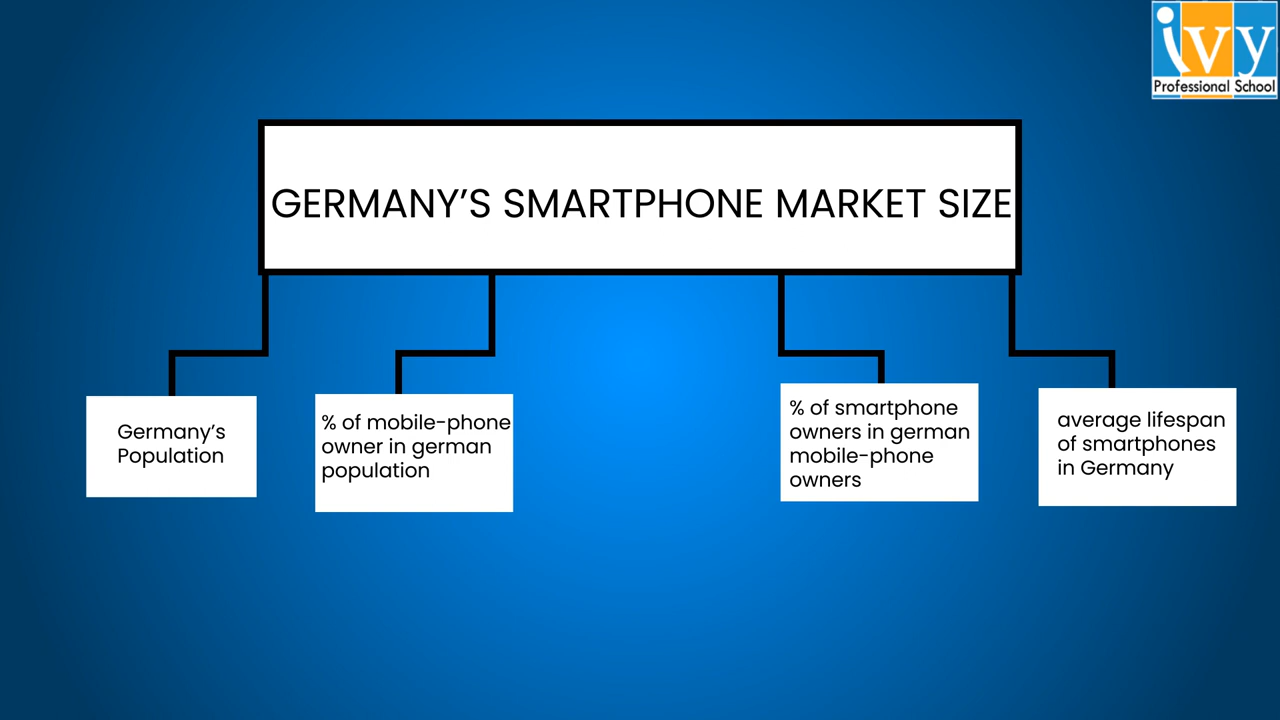 ivy
Professional School
GERMANY’S SMARTPHONE MARKET SIZE
Germany’s
Population
% of mobile-phone
owner in german
population
% of smartphone
owners in german
mobile-phone
owners
average lifespan
of smartphones
in Germany